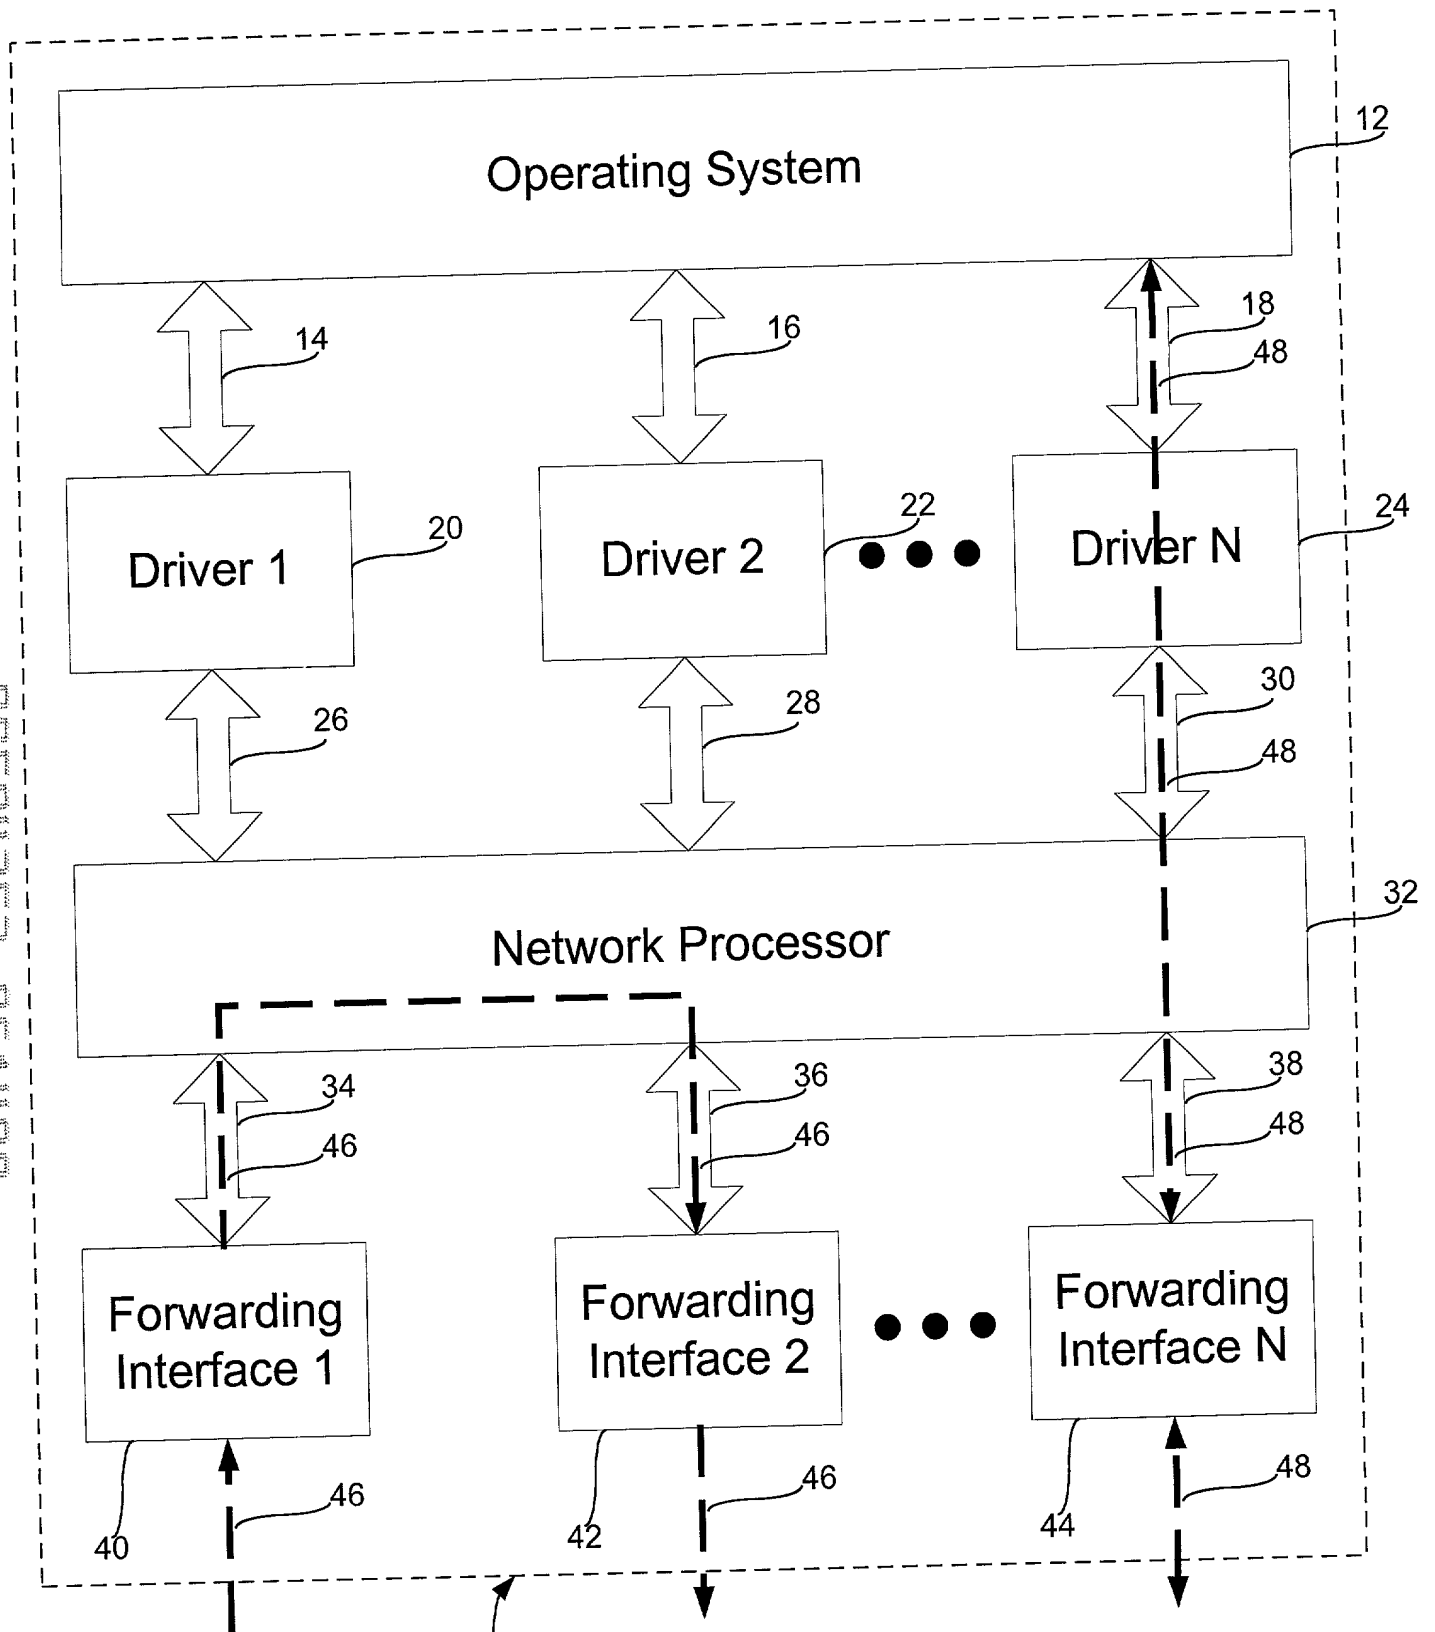 12
Operating System
14
16
18
48
20
22
24
Driver 1
Driver 2
Driver N
26
28
30
48
32
Network Processor
34
46
36
46
38
48
Forwarding
Interface 1
Forwarding
Interface 2
Forwarding
Interface N
40
46
42
46
44
48